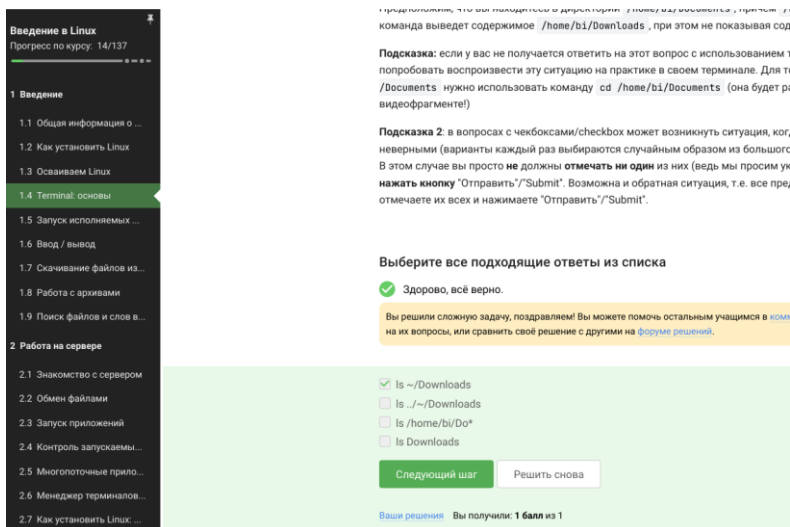 Введение в Linux
Прогресс по курсу: 14/137
1 Введение
1.1 Общая информация о ...
1.2 Как установить Linux
1.3 Осваиваем Linux
1.4 Terminal: основы
1.5 Запуск исполняемых ...
1.6 Ввод / вывод
1.7 Скачивание файлов из...
1.8 Работа с архивами
1.9 Поиск файлов и слов в...
2 Работа на сервере
2.1 Знакомство с сервером
2.2 Обмен файлами
2.3 Запуск приложений
2.4 Контроль запускаемы...
2.5 Многопоточные прило...
2.6 Менеджер терминалов...
2.7 Как установить Linux: ...
Предположим, что вы находитесь в директории /home/bi/Documents , причем
команда выведет содержимое /home/bi/Downloads , при этом не показывая сод
Подсказка: если у вас не получается ответить на этот вопрос с использованием т
попробовать воспроизвести эту ситуацию на практике в своем терминале. Для т
/Documents нужно использовать команду cd /home/bi/Documents (она будет ра
видеофрагменте!)
Подсказка 2: в вопросах с чекбоксами/checkbox может возникнуть ситуация, ког
неверными (варианты каждый раз выбираются случайным образом из большого
В этом случае вы просто не должны отмечать ни один из них (ведь мы просим ук
нажать кнопку "Отправить"/"Submit". Возможна и обратная ситуация, т.е. все пред
отмечаете их всех и нажимаете "Отправить"/"Submit".
Выберите все подходящие ответы из списка
Здорово, всё верно.
Вы решили сложную задачу, поздравляем! Вы можете помочь остальным учащимся в комм
на их вопросы, или сравнить своё решение с другими на форуме решений.
ls ~/Downloads
ls ../~/Downloads
ls /home/bi/Do*
ls Downloads
Следующий шаг
Решить снова
Ваши решения Вы получили: 1 балл из 1